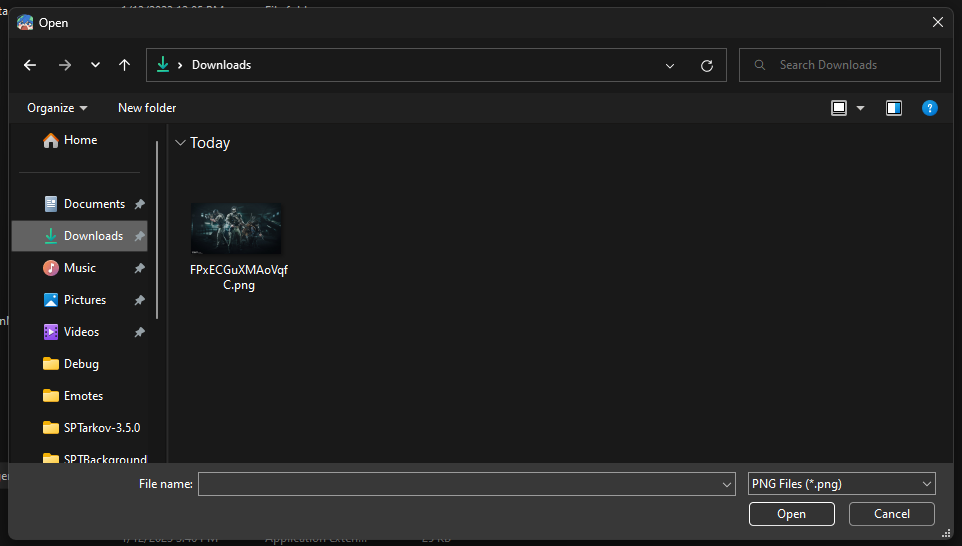 Open
Downloads
Search Downloads
Organize
New folder
Home
Today
Documents
Downloads
Music
Pictures
Videos
Debug
Emotes
SPTarkov-3.5.0
SPTBackground
FPxECGuXMAoVqf
C.png
File name:
PNG Files (*.png)
Open
Cancel